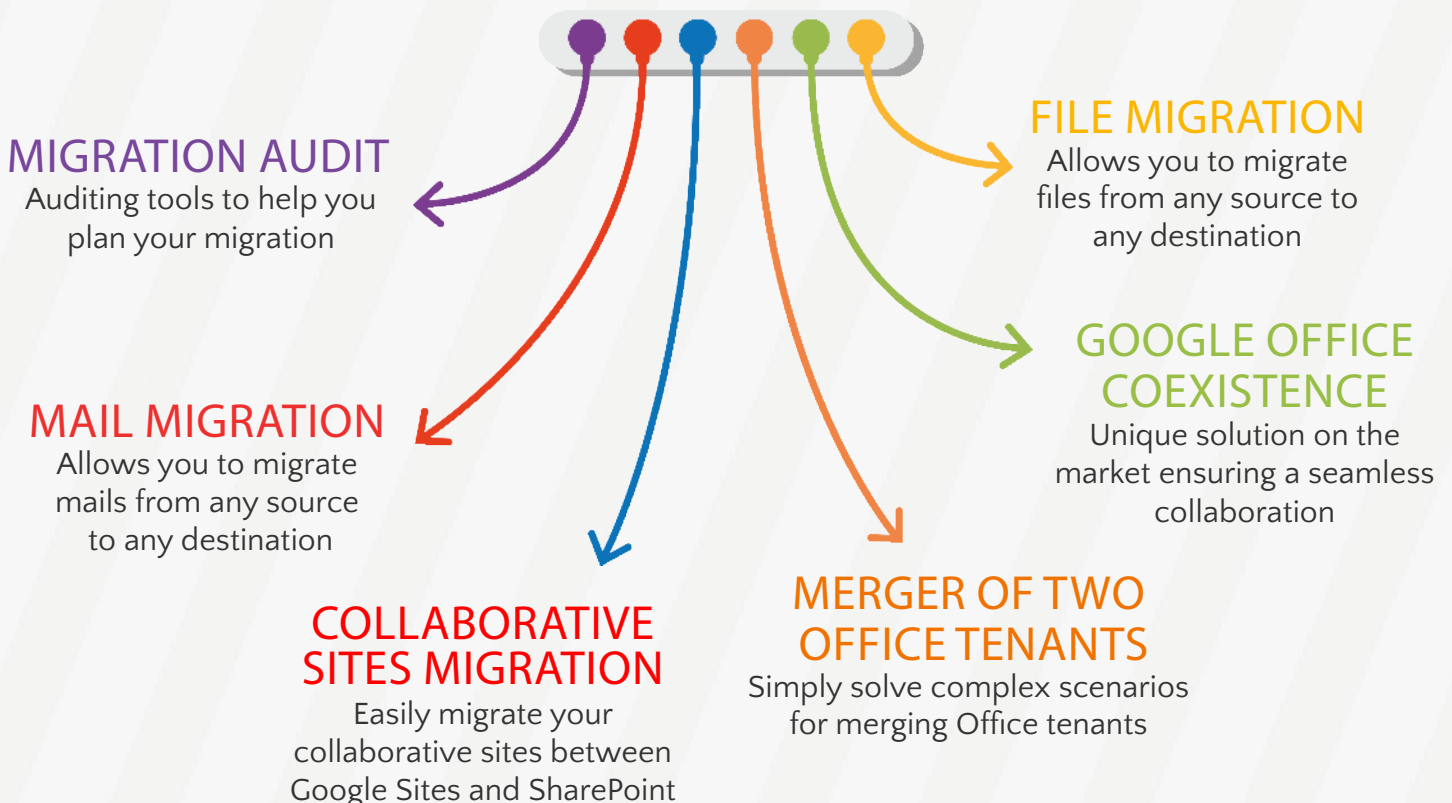 MIGRATION AUDIT
Auditing tools to help you
plan your migration
MAIL MIGRATION
Allows you to migrate
mails from any source
to any destination
COLLABORATIVE
SITES MIGRATION
Easily migrate your
collaborative sites between
Google Sites and SharePoint
MERGER OF TWO
OFFICE TENANTS
Simply solve complex scenarios
for merging Office tenants
GOOGLE OFFICE
COEXISTENCE
Unique solution on the
market ensuring a seamless
collaboration
FILE MIGRATION
Allows you to migrate
files from any source to
any destination